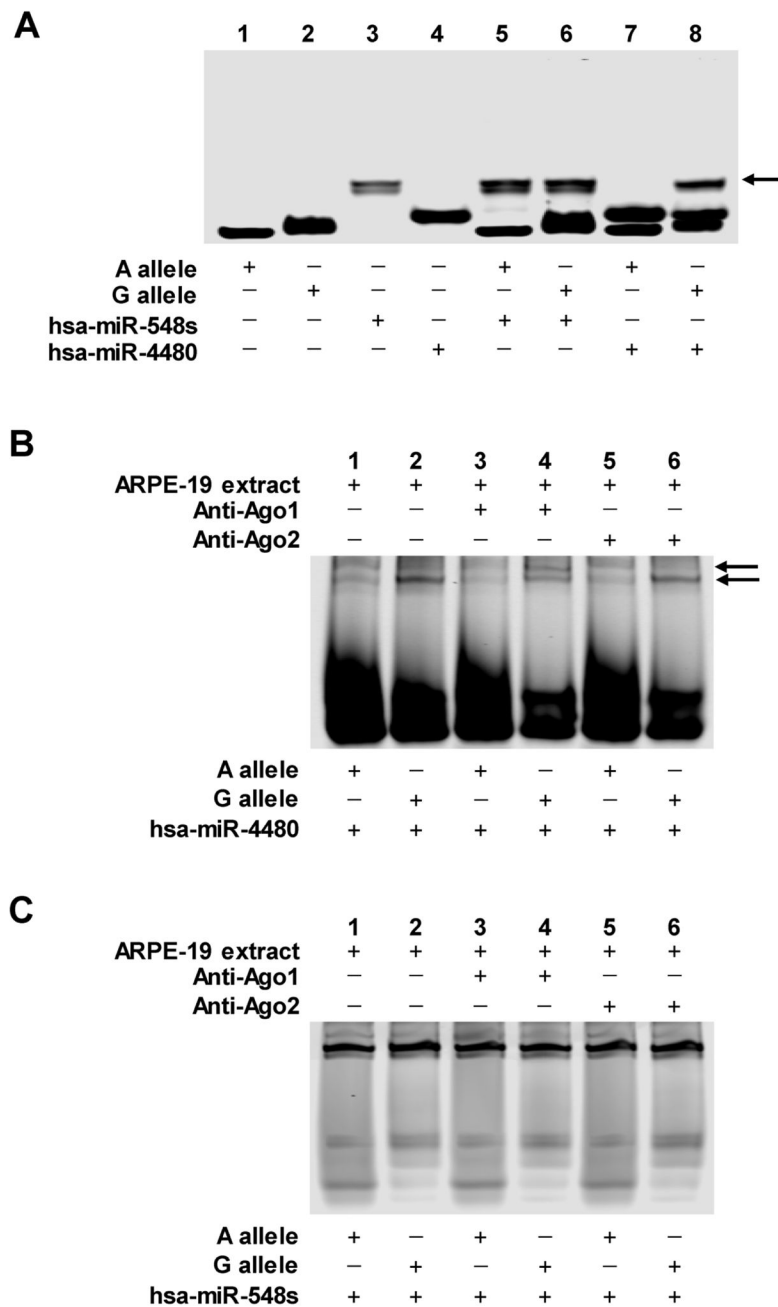 A
1 2 3 4 5 6 7 8
A allele + – – – + – + –
G allele – + – – – + – +
hsa-miR-548s – – + – + + – –
hsa-miR-4480 – – – + – – + +
B
1 2 3 4 5 6
ARPE-19 extract + + + + + +
Anti-Ago1 – – + + – –
Anti-Ago2 – – – – + +
A allele + – + – + –
G allele – + – + – +
hsa-miR-4480 + + + + + +
C
1 2 3 4 5 6
ARPE-19 extract + + + + + +
Anti-Ago1 – – + + – –
Anti-Ago2 – – – – + +
A allele + – + – + –
G allele – + – + – +
hsa-miR-548s + + + + + +